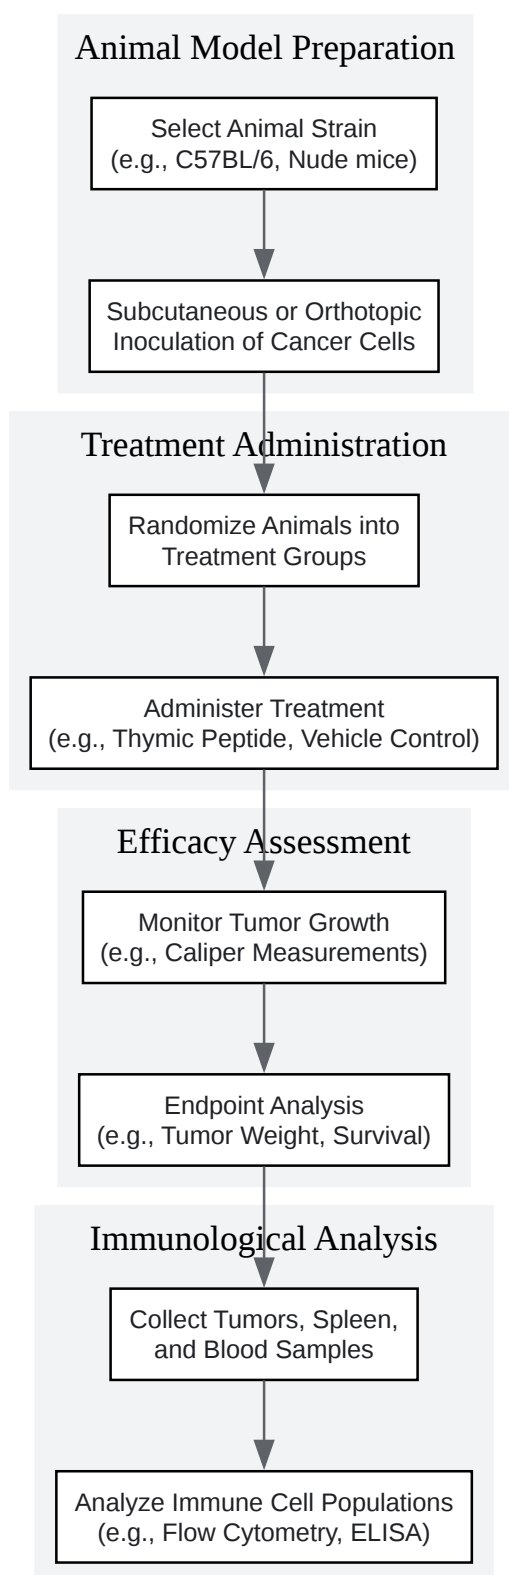 Animal Model Preparation
Select Animal Strain
(e.g., C57BL/6, Nude mice)
Subcutaneous or Orthotopic
Inoculation of Cancer Cells
Treatment Administration
Randomize Animals into
Treatment Groups
Administer Treatment
(e.g., Thymic Peptide, Vehicle Control)
Efficacy Assessment
Monitor Tumor Growth
(e.g., Caliper Measurements)
Endpoint Analysis
(e.g., Tumor Weight, Survival)
Immunological Analysis
Collect Tumors, Spleen,
and Blood Samples
Analyze Immune Cell Populations
(e.g., Flow Cytometry, ELISA)